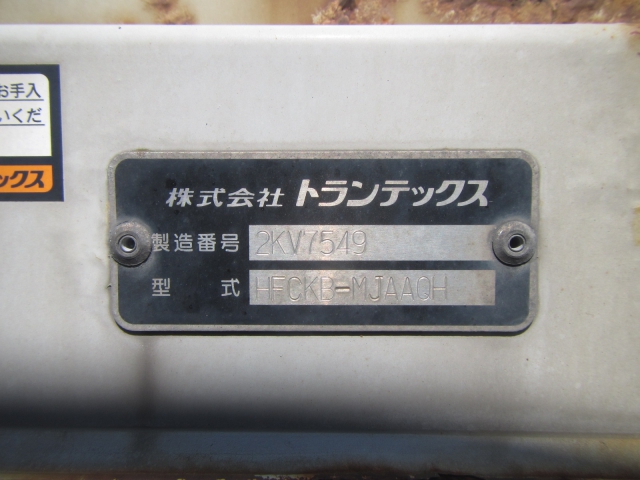 お手入
いくだ
ックス
株式会社 トランテックス
製造番号 2KV7549
型 式 HFCKB-MJAAQH